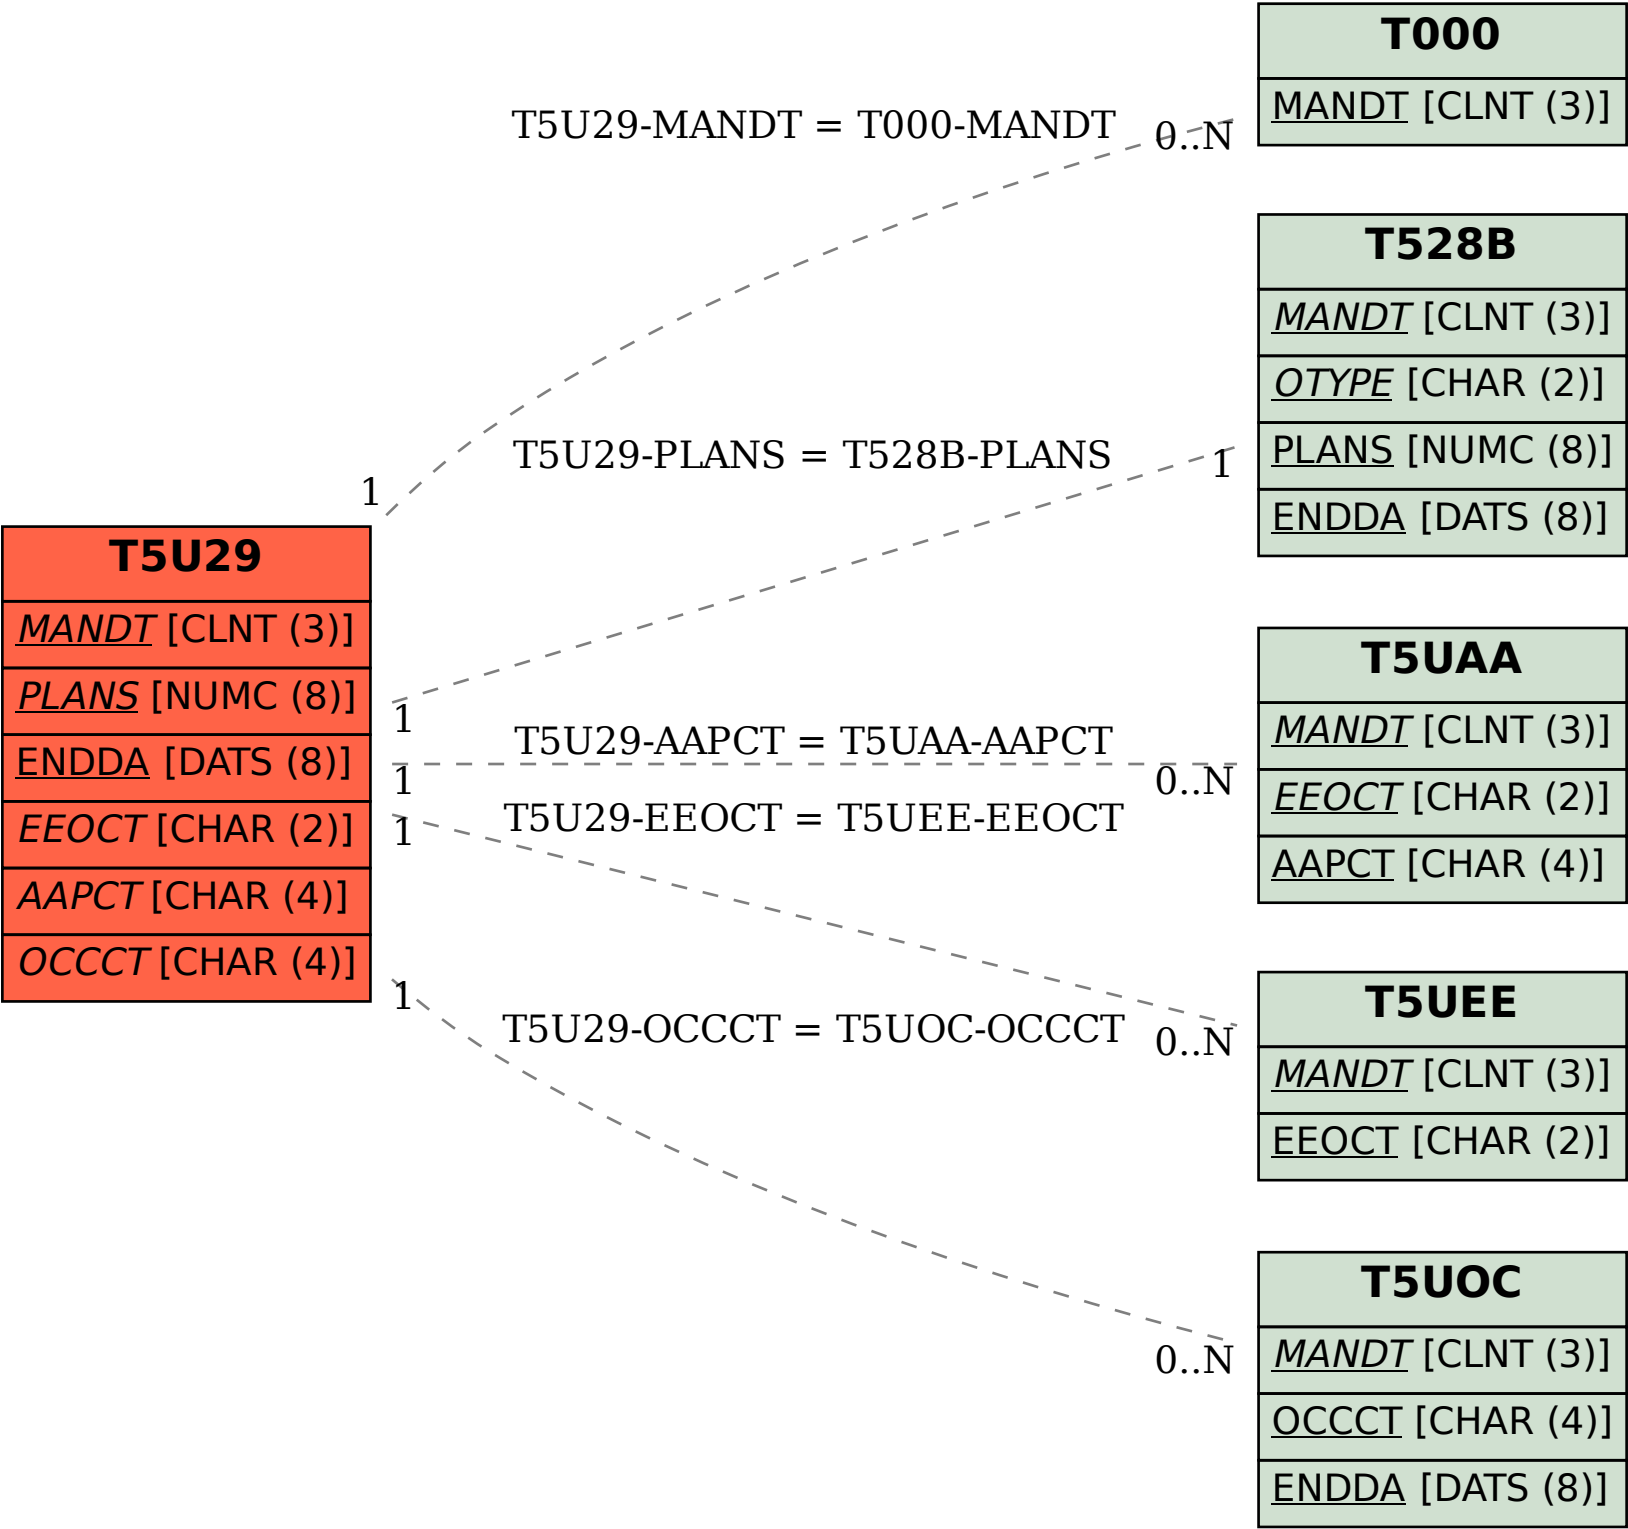 T000
MANDT [CLNT (3)]
T5U29-MANDT = T000-MANDT
0..N
1
T528B
MANDT [CLNT (3)]
OTYPE [CHAR (2)]
PLANS [NUMC (8)]
ENDDA [DATS (8)]
T5U29-PLANS = T528B-PLANS
1
1
T5U29
MANDT [CLNT (3)]
PLANS [NUMC (8)]
ENDDA [DATS (8)]
EEOCT [CHAR (2)]
AAPCT [CHAR (4)]
OCCCT [CHAR (4)]
T5U29-AAPCT = T5UAA-AAPCT
1
0..N
T5UAA
MANDT [CLNT (3)]
EEOCT [CHAR (2)]
AAPCT [CHAR (4)]
T5U29-EEOCT = T5UEE-EEOCT
1
0..N
T5UEE
MANDT [CLNT (3)]
EEOCT [CHAR (2)]
T5U29-OCCCT = T5UOC-OCCCT
1
0..N
T5UOC
MANDT [CLNT (3)]
OCCCT [CHAR (4)]
ENDDA [DATS (8)]